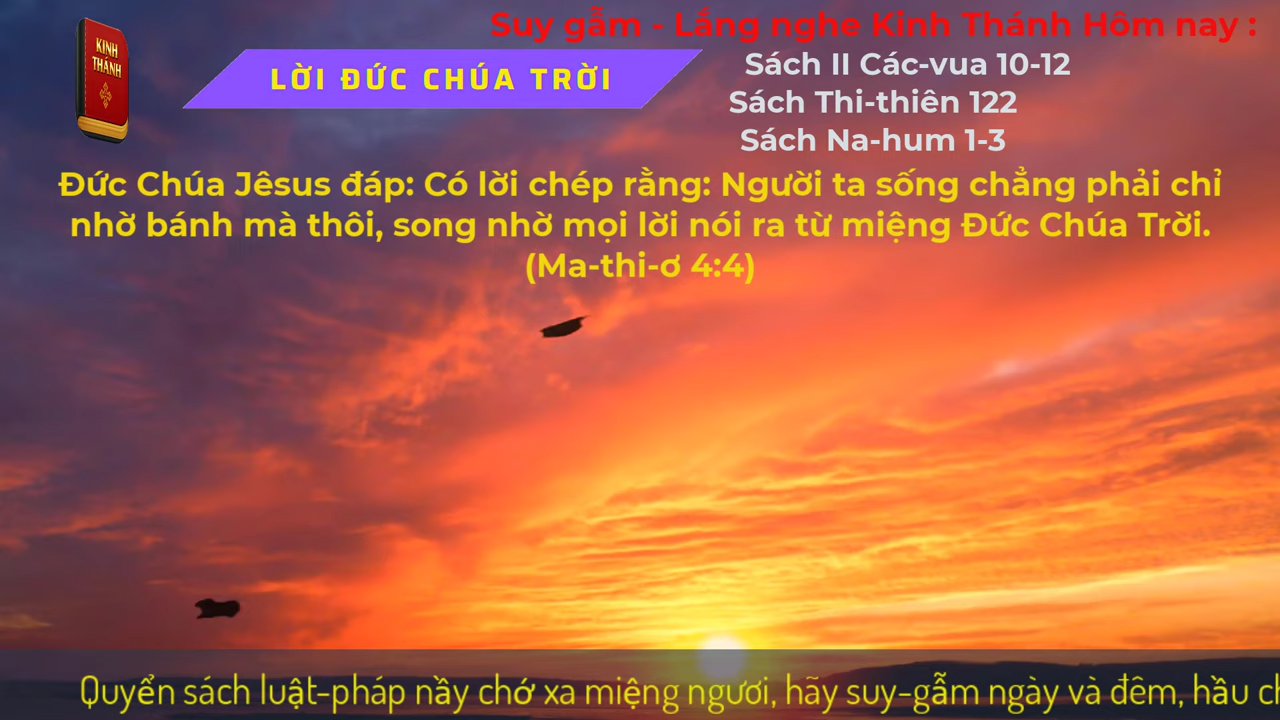 Suy gẫm - Lắng nghe Kinh Thánh Hôm nay :
KINH
THÁNH
LỜI ĐỨC CHÚA TRỜI
Sách II Các-vua 10-12
Sách Thi-thiên 122
Sách Na-hum 1-3
Đức Chúa Jêsus đáp: Có lời chép rằng: Người ta sống chẳng phải chỉ
nhờ bánh mà thôi, song nhờ mọi lời nói ra từ miệng Đức Chúa Trời.
(Ma-thi-ơ 4:4)
Quyển sách luật-pháp nầy chớ xa miệng ngươi, hãy suy-gẫm ngày và đêm, hầu